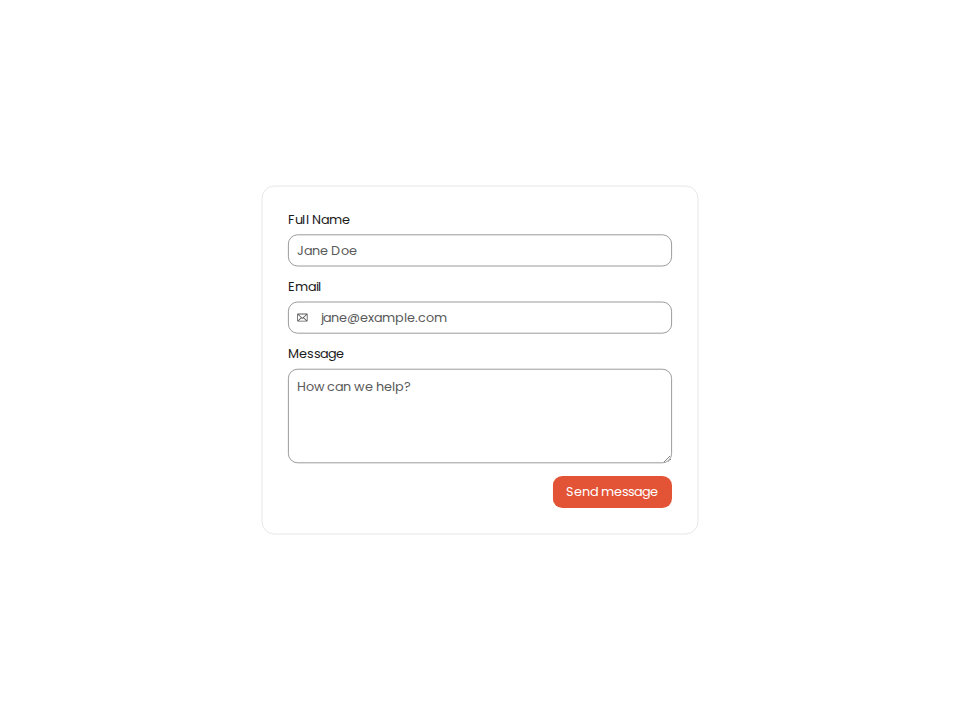 Full Name
Jane Doe
Email
jane@example.com
Message
How can we help?
Send message